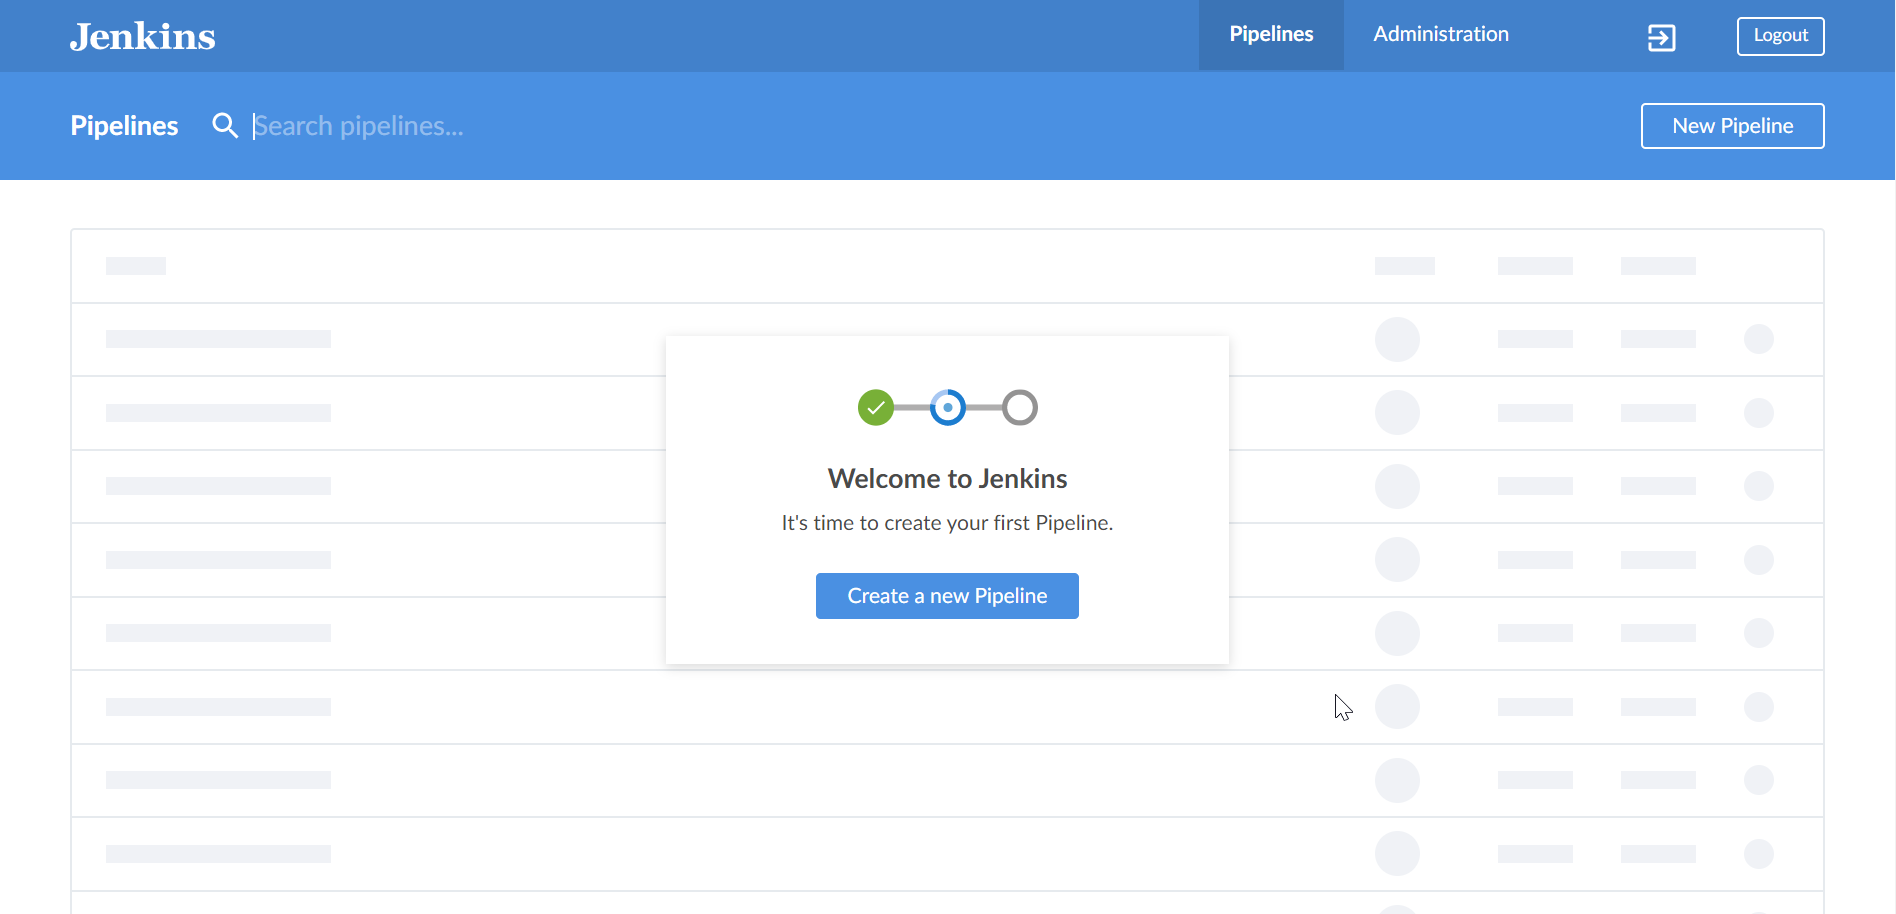 Jenkins
Pipelines
Administration
Logout
Pipelines
Search pipelines...
New Pipeline
Welcome to Jenkins
It's time to create your first Pipeline.
Create a new Pipeline